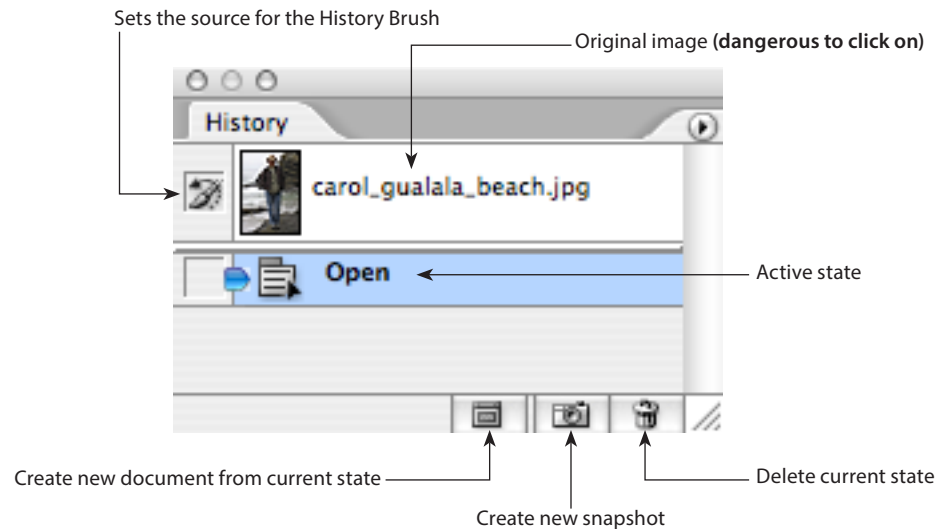 Sets the source for the History Brush
Original image (dangerous to click on)
History
carol_gualala_beach.jpg
Open
Active state
Create new document from current state
Delete current state
Create new snapshot